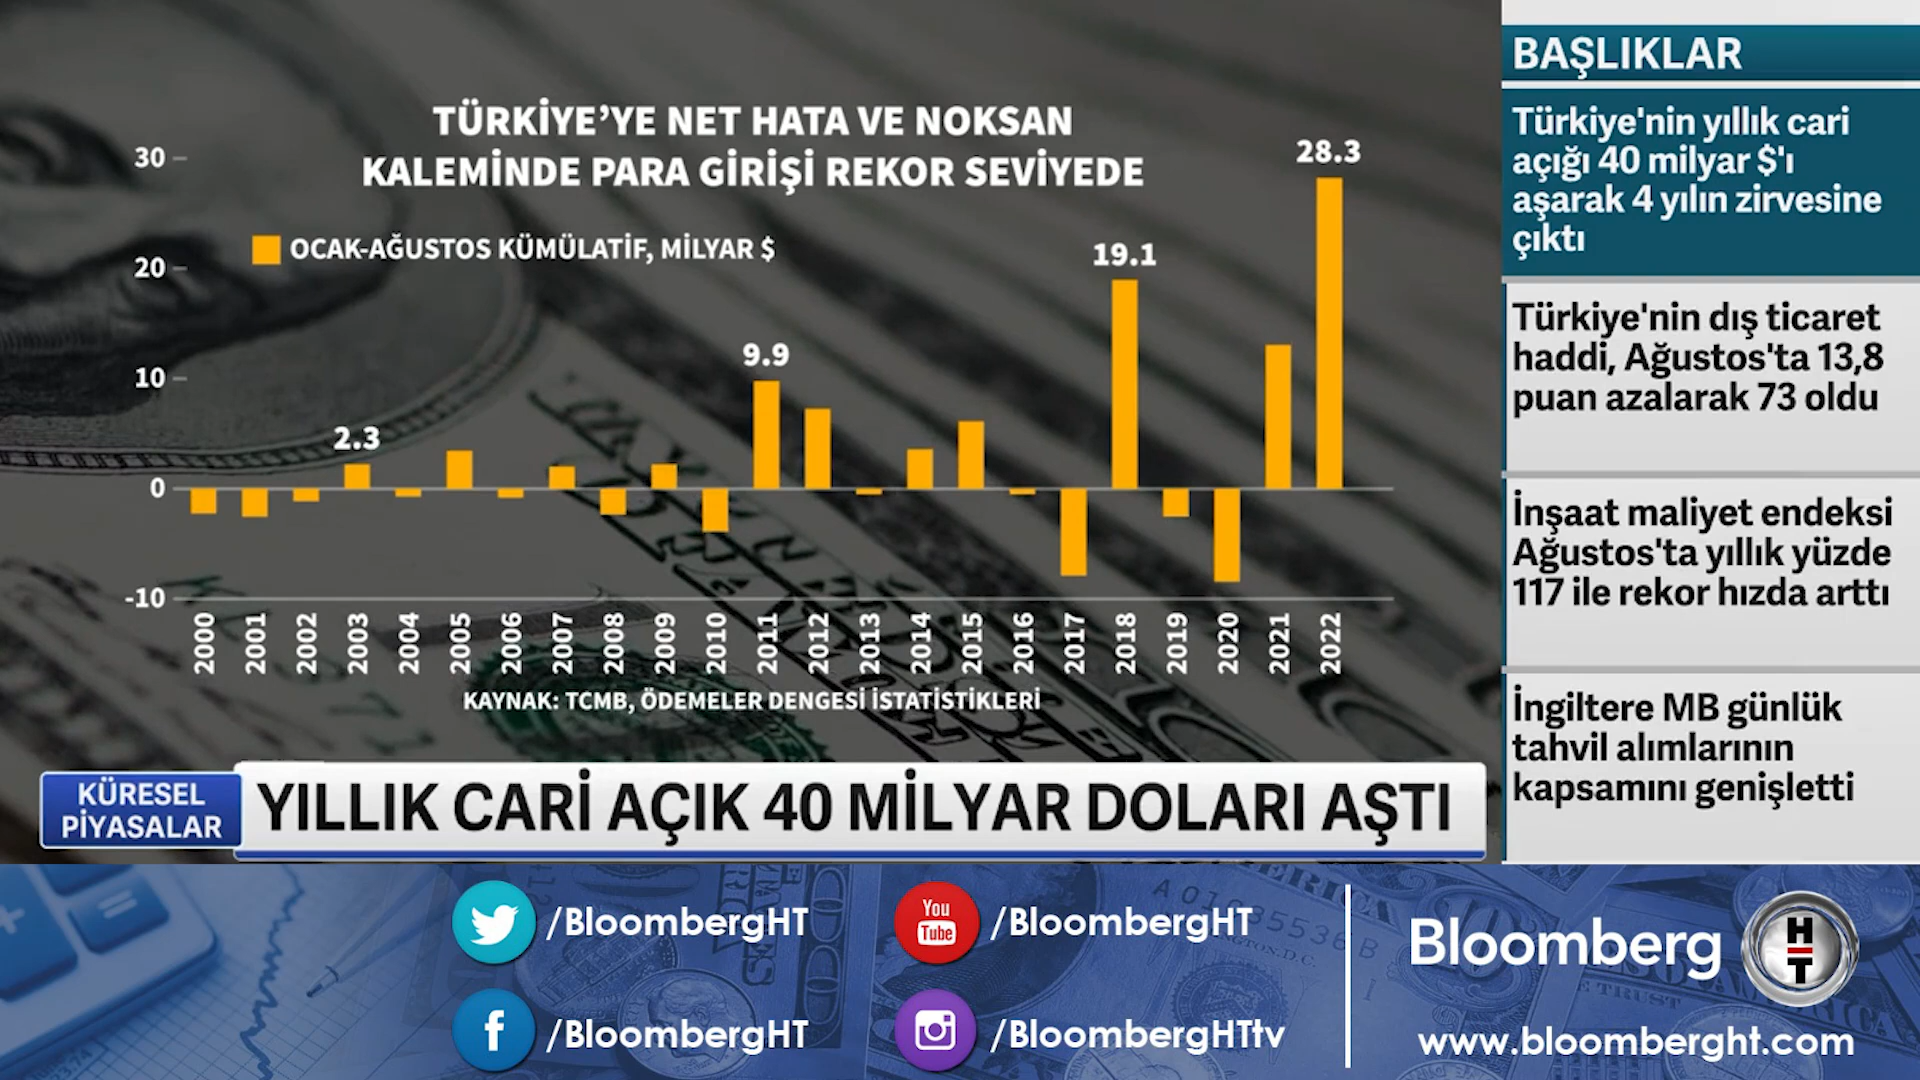 TÜRKİYE’YE NET HATA VE NOKSAN
KALEMİNDE PARA GİRİŞİ REKOR SEVİYEDE
OCAK-AĞUSTOS KÜMÜLATİF, MİLYAR $
30
20
10
0
-10
2.3
9.9
19.1
28.3
2000 2001 2002 2003 2004 2005 2006 2007 2008 2009 2010 2011 2012 2013 2014 2015 2016 2017 2018 2019 2020 2021 2022
KAYNAK: TCMB, ÖDEMELER DENGESİ İSTATİSTİKLERİ
BAŞLIKLAR
Türkiye'nin yıllık cari
açığı 40 milyar $'ı
aşarak 4 yılın zirvesine
çıktı
Türkiye'nin dış ticaret
haddi, Ağustos'ta 13,8
puan azalarak 73 oldu
İnşaat maliyet endeksi
Ağustos'ta yıllık yüzde
117 ile rekor hızda arttı
İngiltere MB günlük
tahvil alımlarının
kapsamını genişletti
KÜRESEL
PİYASALAR
YILLIK CARİ AÇIK 40 MİLYAR DOLARI AŞTI
/BloombergHT
You
Tube
/BloombergHT
f
/BloombergHT
/BloombergHTtv
Bloomberg
HT
www.bloomberght.com